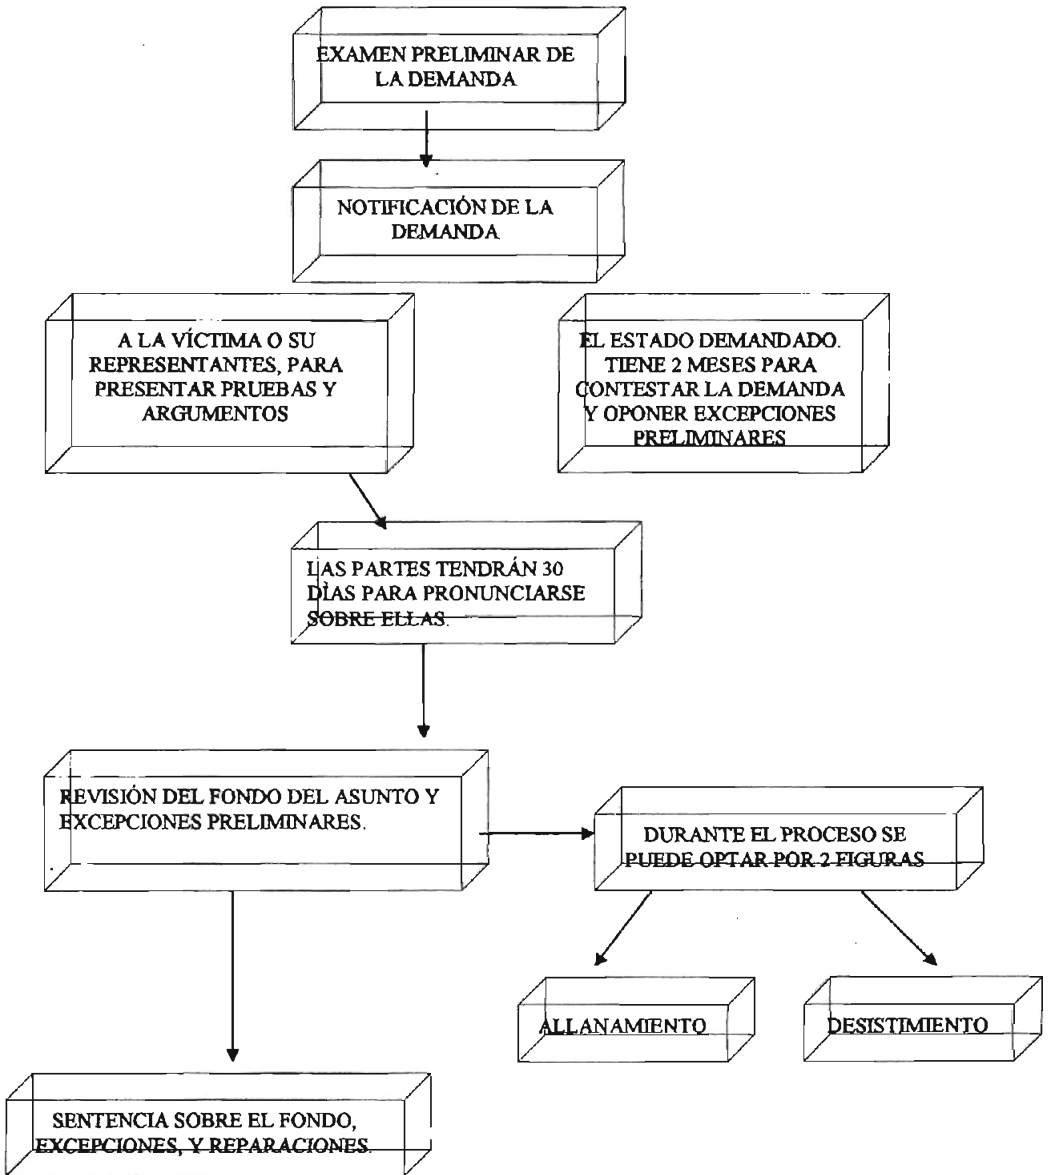 EXAMEN PRELIMINAR DE
LA DEMANDA
NOTIFICACIÓN DE LA
DEMANDA
A LA VÍCTIMA O SU
REPRESENTANTES, PARA
PRESENTAR PRUEBAS Y
ARGUMENTOS
EL ESTADO DEMANDADO.
TIENE 2 MESES PARA
CONTESTAR LA DEMANDA
Y OPONER EXCEPCIONES
PRELIMINARES
LAS PARTES TENDRÁN 30
DÌAS PARA PRONUNCIARSE
SOBRE ELLAS.
REVISIÓN DEL FONDO DEL ASUNTO Y
EXCEPCIONES PRELIMINARES.
DURANTE EL PROCESO SE
PUEDE OPTAR POR 2 FIGURAS
ALLANAMIENTO
DESISTIMIENTO
SENTENCIA SOBRE EL FONDO,
EXCEPCIONES, Y REPARACIONES.